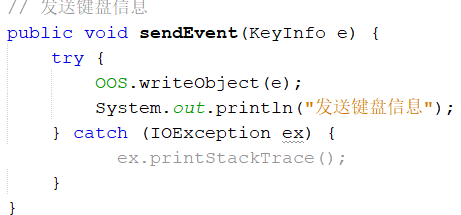 // 发送键盘信息
public void sendEvent(KeyInfo e) {
try {
OOS.writeObject(e);
System.out.println("发送键盘信息");
} catch (IOException ex) {
ex.printStackTrace();
}
}